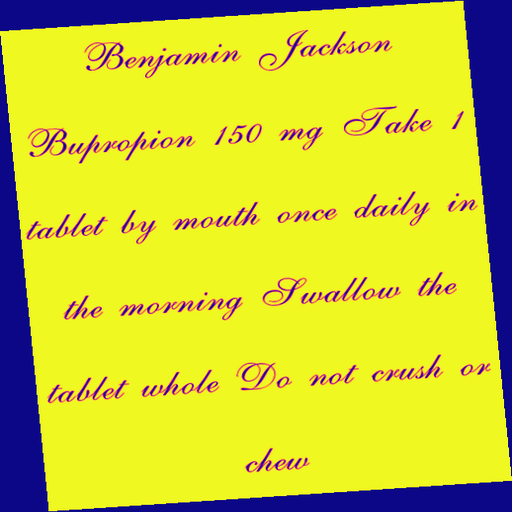 Benjamin Jackson
Bupropion 150 mg Take 1
tablet by mouth once daily in
the morning Swallow the
tablet whole Do not crush or
chew